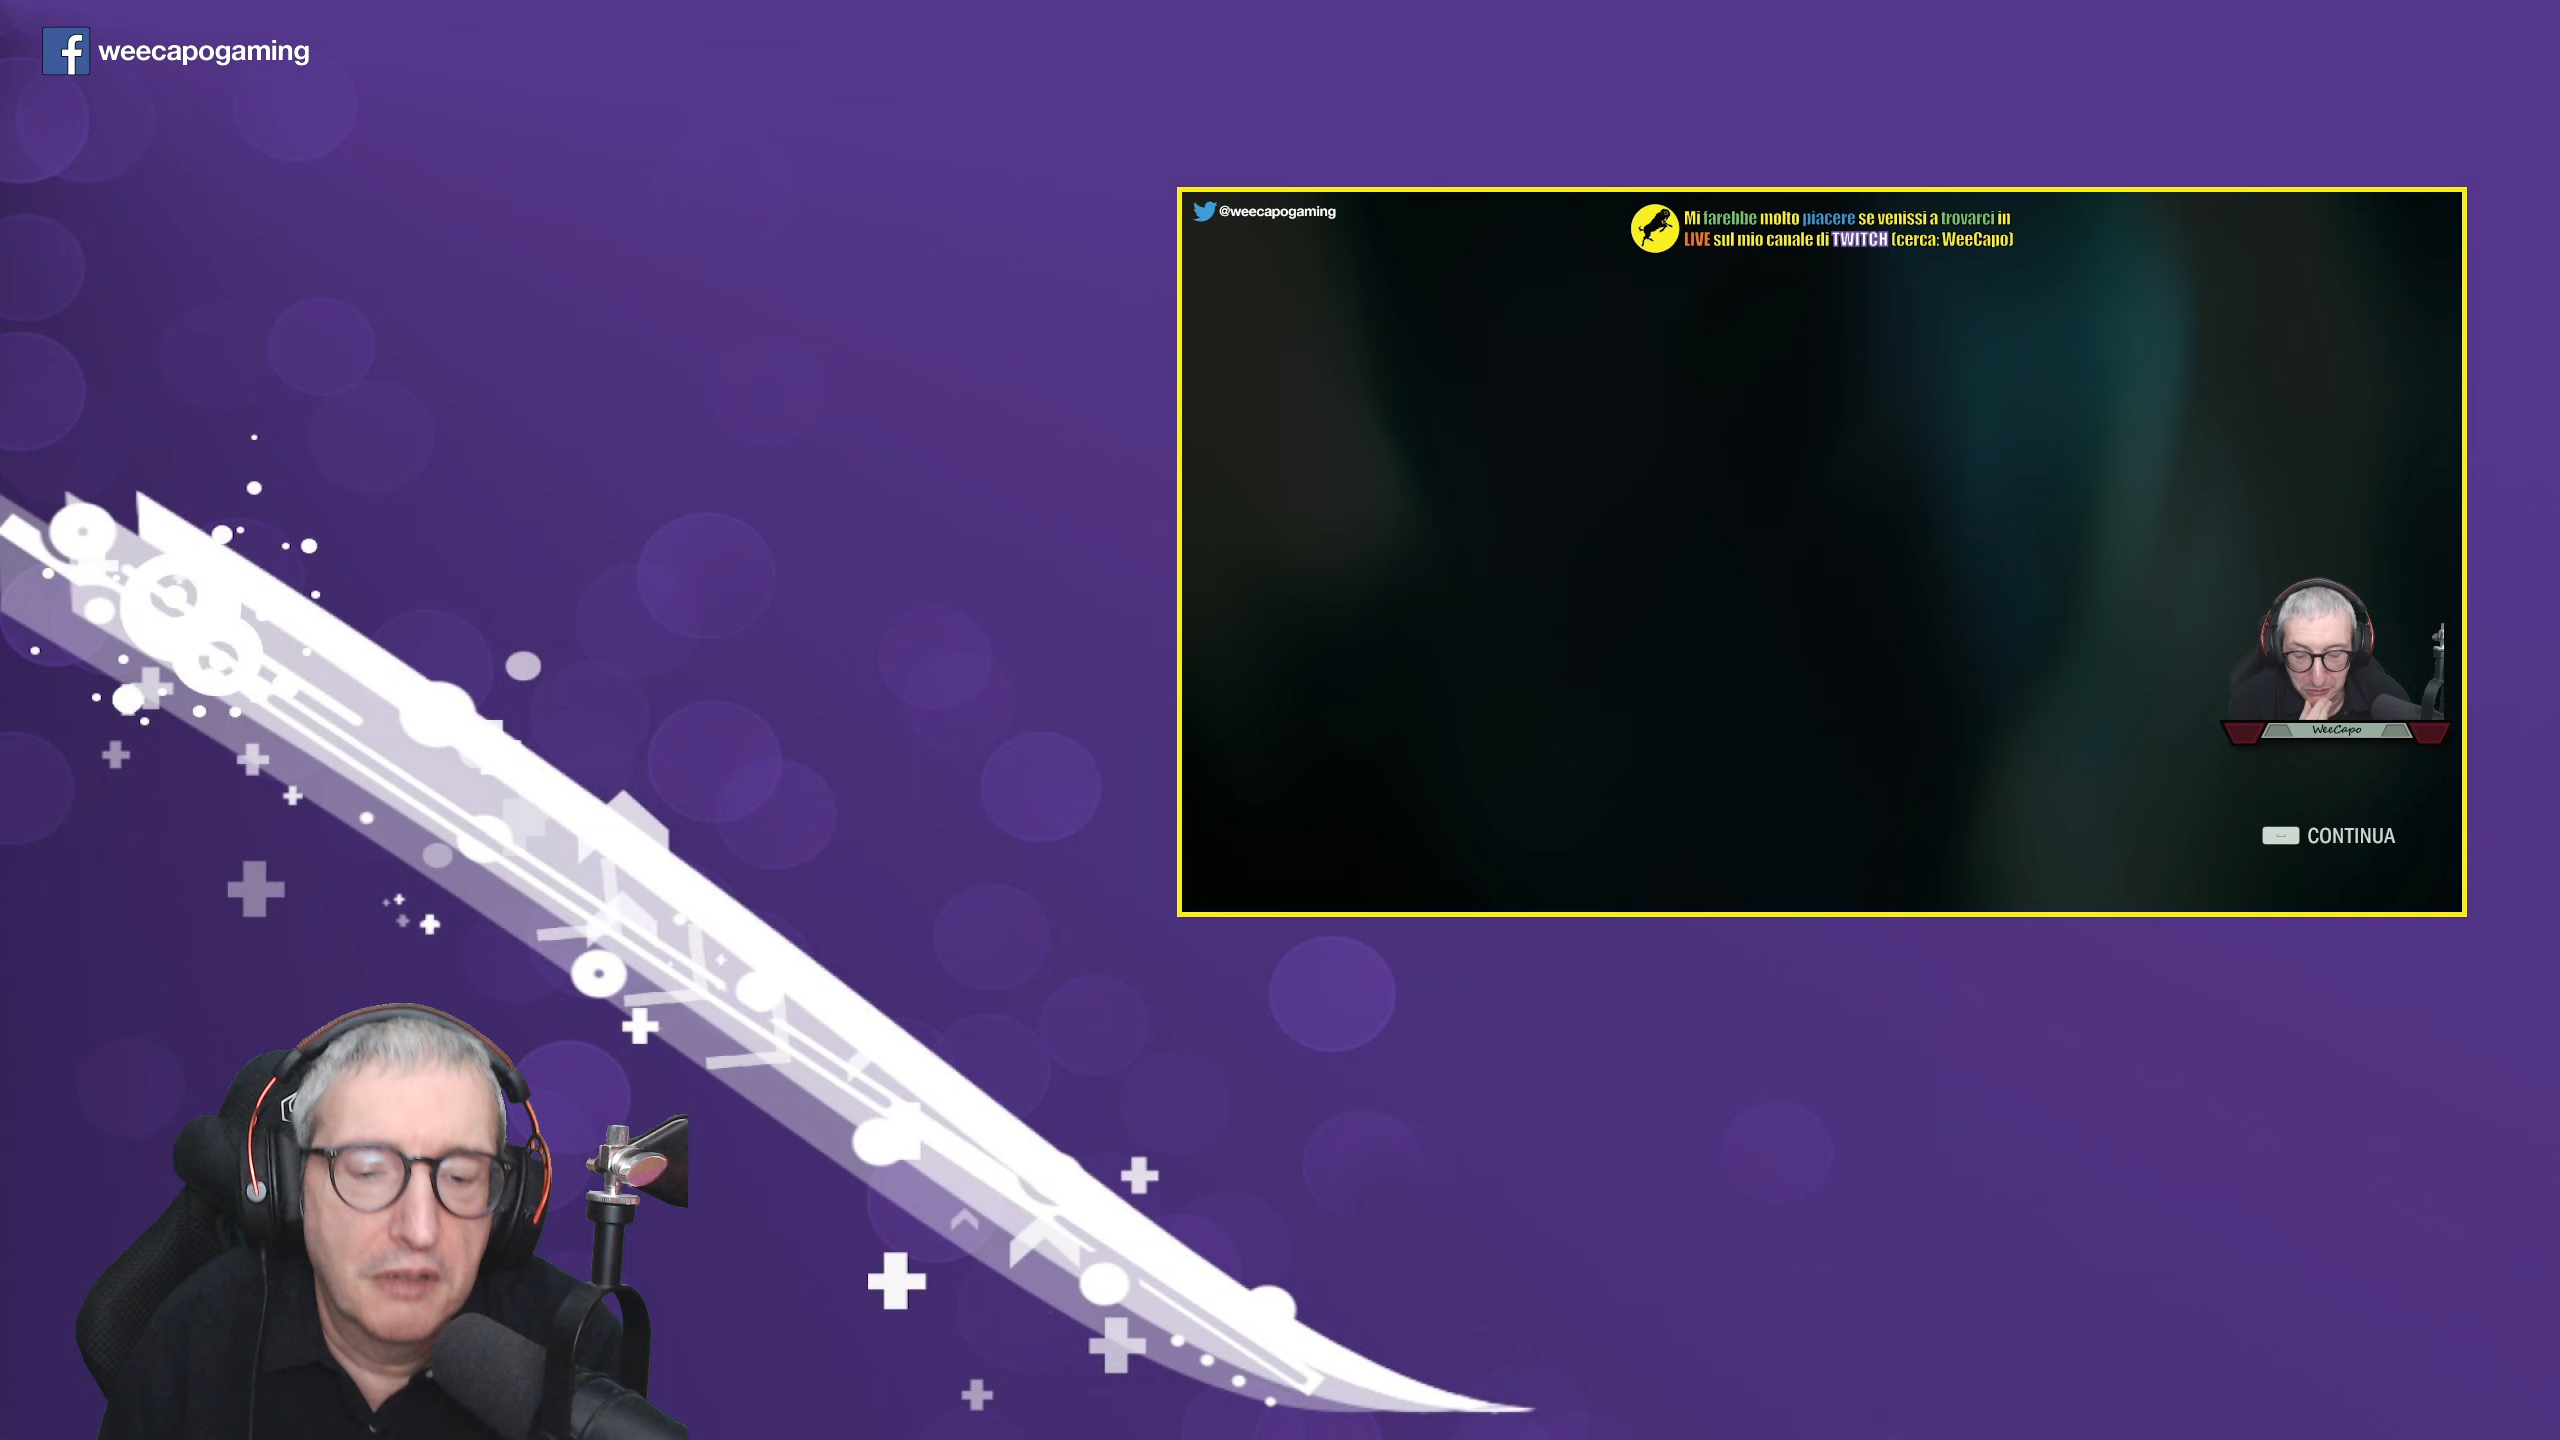 weecapogaming
@weecapogaming
Mi farebbe molto piacere se venissi a trovarci in
LIVE sul mio canale di TWITCH (cerca: WeeCapo)
WeeCapo
CONTINUA